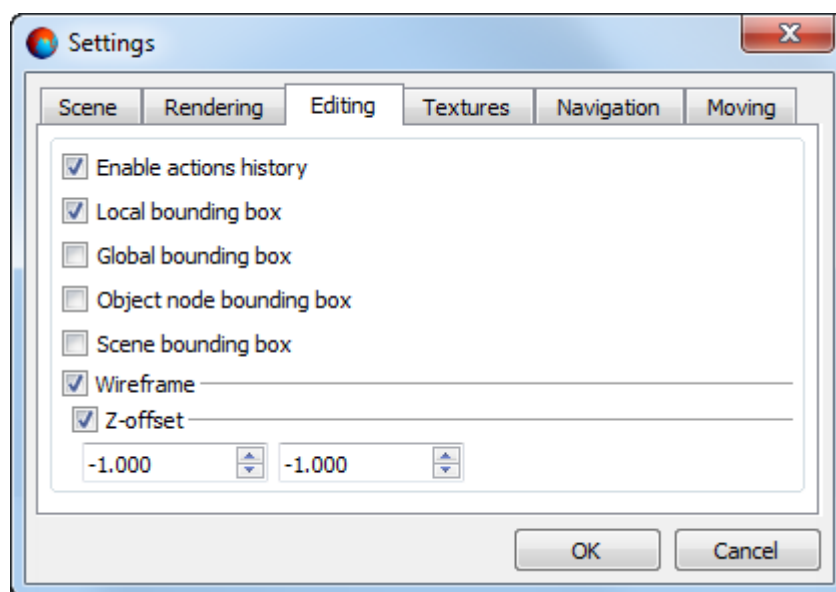 Settings
Scene Rendering Editing Textures Navigation Moving
Enable actions history
Local bounding box
Global bounding box
Object node bounding box
Scene bounding box
Wireframe
Z-offset
-1.000 -1.000
OK Cancel